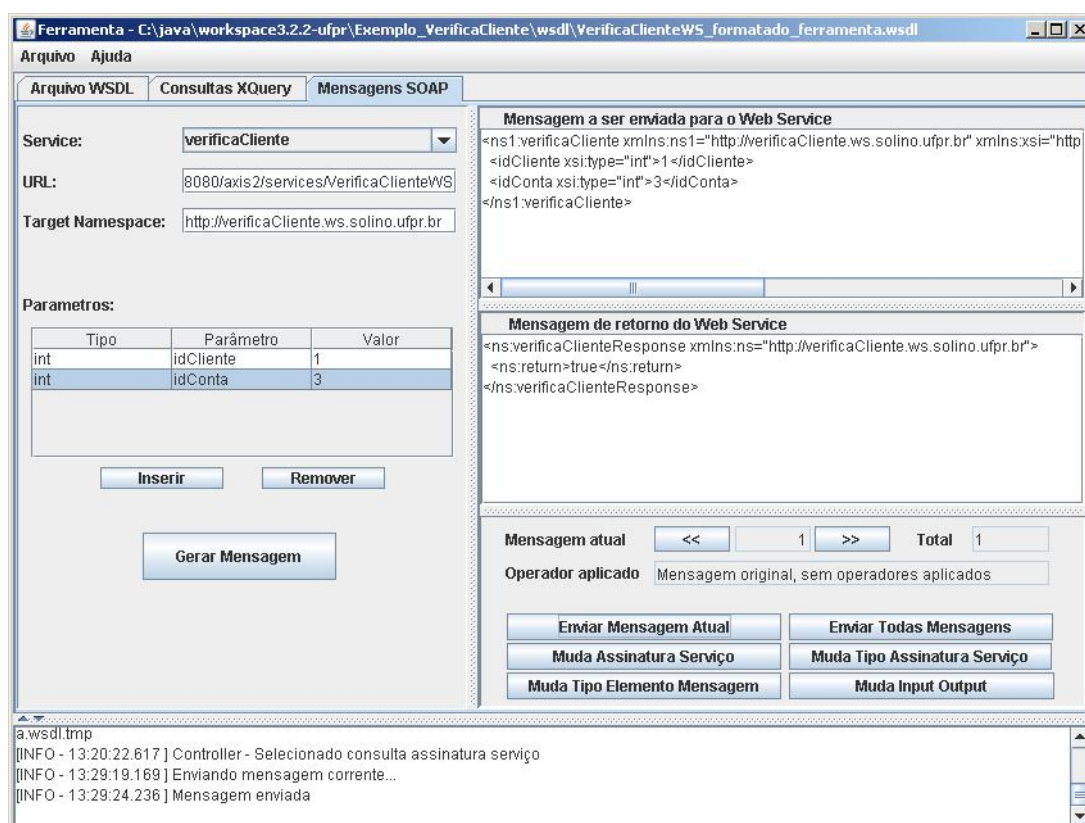 Ferramenta - C:\java\workspace3.2.2-ufpr\Exemplo_VerificaCliente\wsdl\VerificaClienteWS_formatado_ferramenta.wsdl
Arquivo Ajuda
Arquivo WSDL Consultas XQuery Mensagens SOAP
Service: verificaCliente
URL: 8080/axis2/services/VerificaClienteWS
Target Namespace: http://verificaCliente.ws.solino.ufpr.br
Parametros:
Tipo Parâmetro Valor
int idCliente 1
int idConta 3
Inserir Remover
Gerar Mensagem
Mensagem a ser enviada para o Web Service
<ns1:verificaCliente xmlns:ns1="http://verificaCliente.ws.solino.ufpr.br" xmlns:xsi="http
<idCliente xsi:type="int">1</idCliente>
<idConta xsi:type="int">3</idConta>
</ns1:verificaCliente>
Mensagem de retorno do Web Service
<ns:verificaClienteResponse xmlns:ns="http://verificaCliente.ws.solino.ufpr.br">
<ns:return>true</ns:return>
</ns:verificaClienteResponse>
Mensagem atual << 1 >> Total 1
Operador aplicado Mensagem original, sem operadores aplicados
Enviar Mensagem Atual Enviar Todas Mensagens
Muda Assinatura Serviço Muda Tipo Assinatura Serviço
Muda Tipo Elemento Mensagem Muda Input Output
a.wsdl.tmp
[INFO - 13:20:22.617 ] Controller - Selecionado consulta assinatura serviço
[INFO - 13:29:19.169 ] Enviando mensagem corrente...
[INFO - 13:29:24.236 ] Mensagem enviada